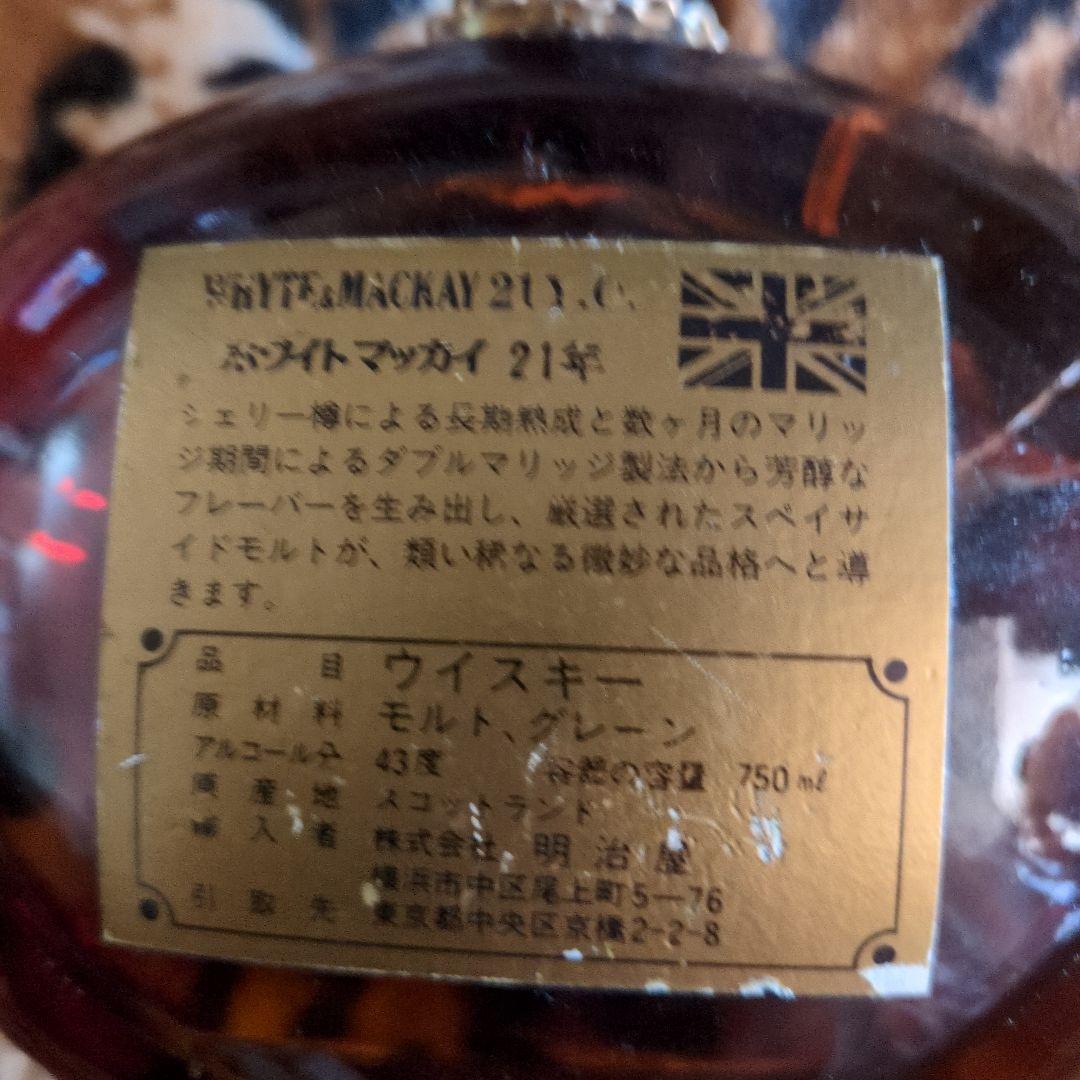 WHYTE&MACKAY 21Y.O.
ホワイトマッカイ 21年
シェリー樽による長期熟成と数ヶ月のマリッ
ジ期間によるダブルマリッジ製法から芳醇な
フレーバーを生み出し、厳選されたスペイサ
イドモルトが、類い稀なる微妙な品格へと導
きます。
品目 ウイスキー
原材料 モルト、グレーン
アルコール分 43度 容器の容量 750ml
原産地 スコットランド
輸入者 株式会社 明治屋
横浜市中区尾上町5-76
引取先 東京都中央区京橋2-2-8